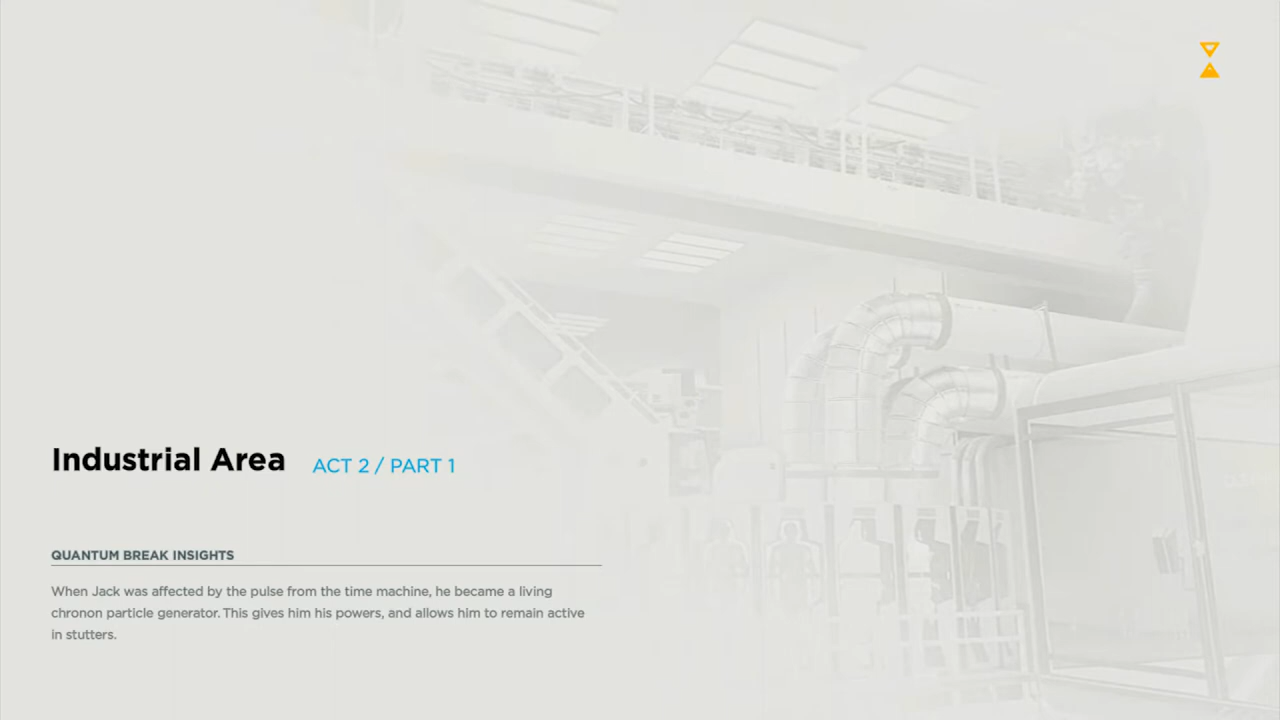 Industrial Area ACT 2 / PART 1
QUANTUM BREAK INSIGHTS
When Jack was affected by the pulse from the time machine, he became a living
chronon particle generator. This gives him his powers, and allows him to remain active
in stutters.